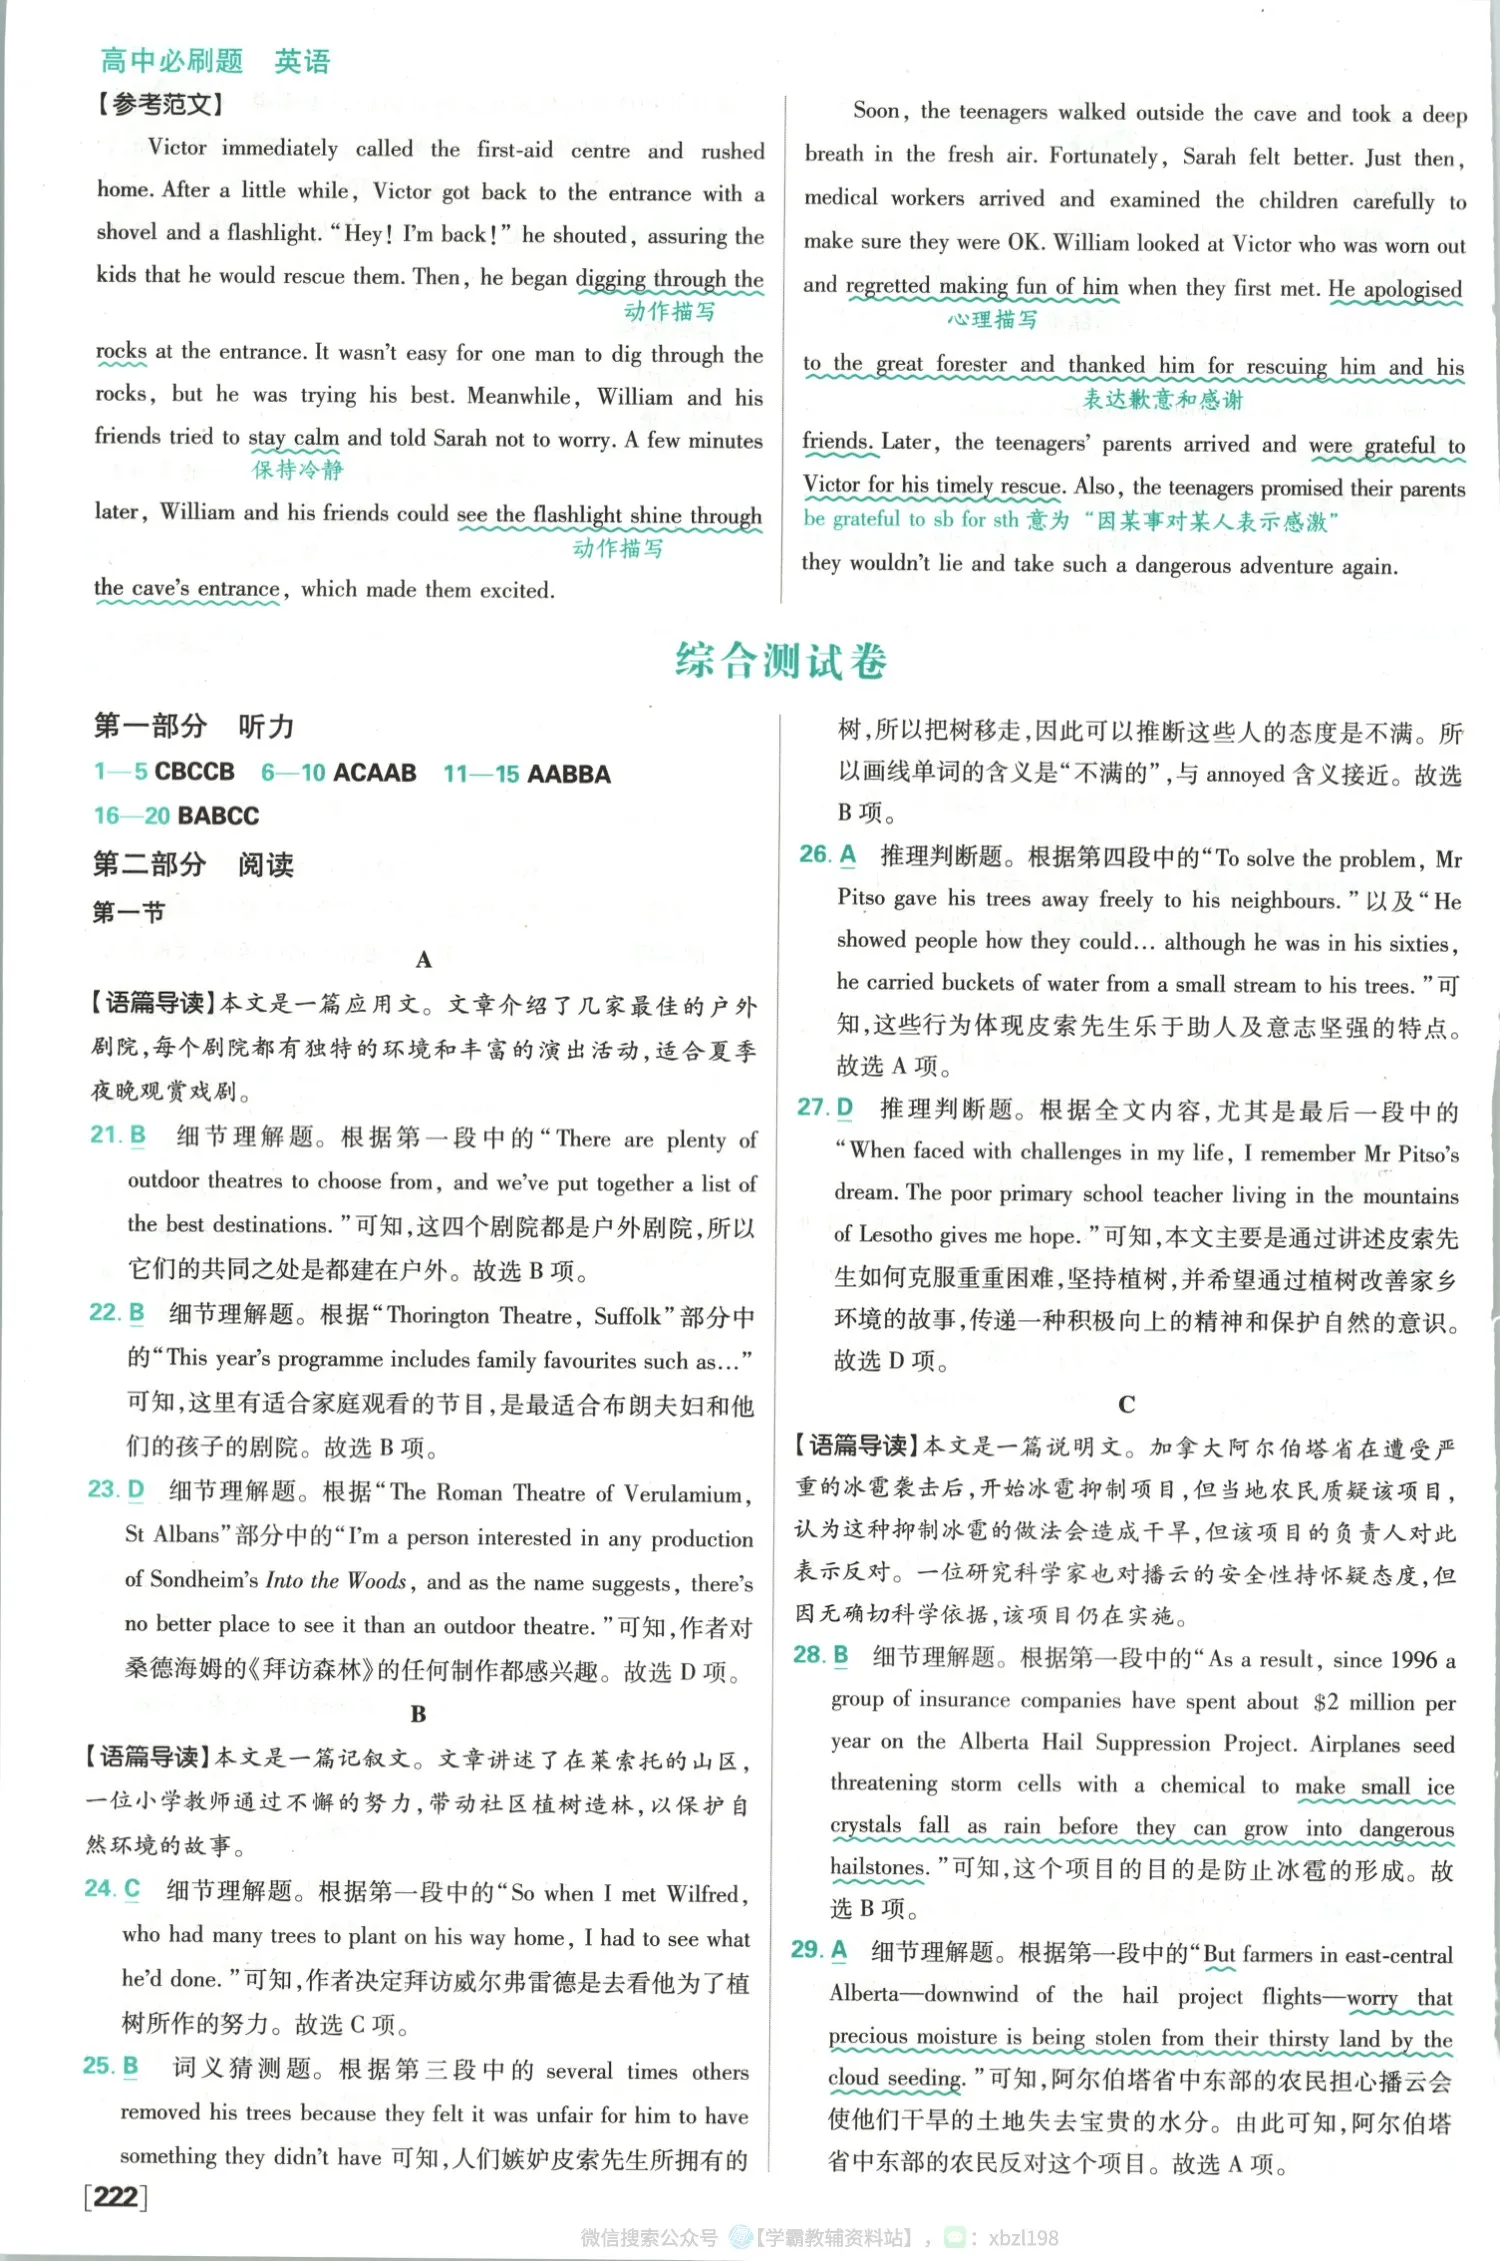 高中必刷题 英语
【参考范文】
Victor immediately called the first-aid centre and rushed
home. After a little while, Victor got back to the entrance with a
shovel and a flashlight. “Hey! I’m back!” he shouted, assuring the
kids that he would rescue them. Then, he began digging through the
动作描写
rocks at the entrance. It wasn’t easy for one man to dig through the
rocks, but he was trying his best. Meanwhile, William and his
friends tried to stay calm and told Sarah not to worry. A few minutes
保持冷静
later, William and his friends could see the flashlight shine through
动作描写
the cave’s entrance, which made them excited.
Soon, the teenagers walked outside the cave and took a deep
breath in the fresh air. Fortunately, Sarah felt better. Just then,
medical workers arrived and examined the children carefully to
make sure they were OK. William looked at Victor who was worn out
and regretted making fun of him when they first met. He apologised
心理描写
to the great forester and thanked him for rescuing him and his
表达歉意和感谢
friends. Later, the teenagers’ parents arrived and were grateful to
Victor for his timely rescue. Also, the teenagers promised their parents
be grateful to sb for sth 意为“因某事对某人表示感激”
they wouldn’t lie and take such a dangerous adventure again.
综合测试卷
第一部分 听力
1—5 CBCCB 6—10 ACAAB 11—15 AABBA
16—20 BABCC
第二部分 阅读
第一节
A
【语篇导读】本文是一篇应用文。文章介绍了几家最佳的户外
剧院,每个剧院都有独特的环境和丰富的演出活动,适合夏季
夜晚观赏戏剧。
21. B 细节理解题。根据第一段中的“There are plenty of
outdoor theatres to choose from, and we’ve put together a list of
the best destinations.”可知,这四个剧院都是户外剧院,所以
它们的共同之处是都建在户外。故选 B 项。
22. B 细节理解题。根据“Thorington Theatre, Suffolk”部分中
的“This year’s programme includes family favourites such as...”
可知,这里有适合家庭观看的节目,是最适合布朗夫妇和他
们的孩子的剧院。故选 B 项。
23. D 细节理解题。根据“The Roman Theatre of Verulamium,
St Albans”部分中的“I’m a person interested in any production
of Sondheim’s Into the Woods, and as the name suggests, there’s
no better place to see it than an outdoor theatre.”可知,作者对
桑德海姆的《拜访森林》的任何制作都感兴趣。故选 D 项。
B
【语篇导读】本文是一篇记叙文。文章讲述了在莱索托的山区,
一位小学教师通过不懈的努力,带动社区植树造林,以保护自
然环境的故事。
24. C 细节理解题。根据第一段中的“So when I met Wilfred,
who had many trees to plant on his way home, I had to see what
he’d done.”可知,作者决定拜访威尔弗雷德是去看他为了植
树所作的努力。故选 C 项。
25. B 词义猜测题。根据第三段中的 several times others
removed his trees because they felt it was unfair for him to have
something they didn’t have 可知,人们嫉妒皮索先生所拥有的
树,所以把树移走,因此可以推断这些人的态度是不满。所
以画线单词的含义是“不满的”,与 annoyed 含义接近。故选
B 项。
26. A 推理判断题。根据第四段中的“To solve the problem, Mr
Pitso gave his trees away freely to his neighbours.”以及“He
showed people how they could... although he was in his sixties,
he carried buckets of water from a small stream to his trees.”可
知,这些行为体现皮索先生乐于助人及意志坚强的特点。
故选 A 项。
27. D 推理判断题。根据全文内容,尤其是最后一段中的
“When faced with challenges in my life, I remember Mr Pitso’s
dream. The poor primary school teacher living in the mountains
of Lesotho gives me hope.”可知,本文主要是通过讲述皮索先
生如何克服重重困难,坚持植树,并希望通过植树改善家乡
环境的故事,传递一种积极向上的精神和保护自然的意识。
故选 D 项。
C
【语篇导读】本文是一篇说明文。加拿大阿尔伯塔省在遭受严
重的冰雹袭击后,开始冰雹抑制项目,但当地农民质疑该项目,
认为这种抑制冰雹的做法会造成干旱,但该项目的负责人对此
表示反对。一位研究科学家也对播云的安全性持怀疑态度,但
因无确切科学依据,该项目仍在实施。
28. B 细节理解题。根据第一段中的“As a result, since 1996 a
group of insurance companies have spent about $2 million per
year on the Alberta Hail Suppression Project. Airplanes seed
threatening storm cells with a chemical to make small ice
crystals fall as rain before they can grow into dangerous
hailstones.”可知,这个项目的目的是防止冰雹的形成。故
选 B 项。
29. A 细节理解题。根据第一段中的“But farmers in east-central
Alberta—downwind of the hail project flights—worry that
precious moisture is being stolen from their thirsty land by the
cloud seeding.”可知,阿尔伯塔省中东部的农民担心播云会
使他们干旱的土地失去宝贵的水分。由此可知,阿尔伯塔
省中东部的农民反对这个项目。故选 A 项。
[222]
微信搜索公众号 【学霸教辅资料站】, : xbzl198